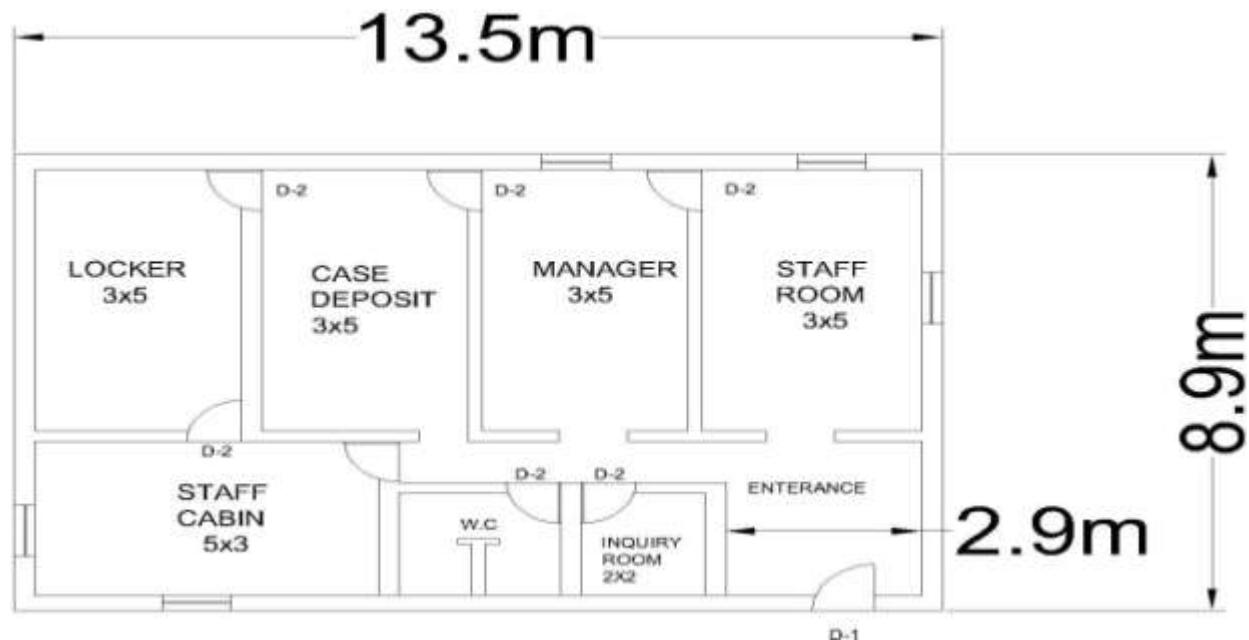 13.5m
D-2
D-2
D-2
LOCKER
3x5
CASE
DEPOSIT
3x5
MANAGER
3x5
STAFF
ROOM
3x5
8.9m
D-2
STAFF
CABIN
5x3
D-2
D-2
W.C
INQUIRY
ROOM
2X2
ENTERANCE
2.9m
D-1